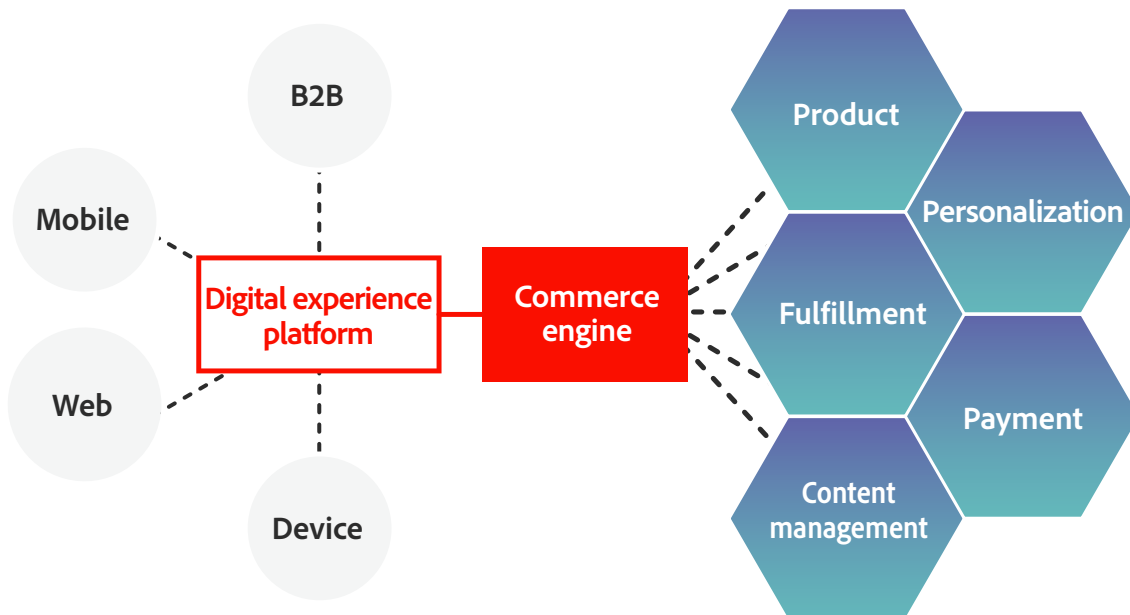 B2B
Mobile
Web
Device
Digital experience
platform
Commerce
engine
Product
Personalization
Fulfillment
Payment
Content
management